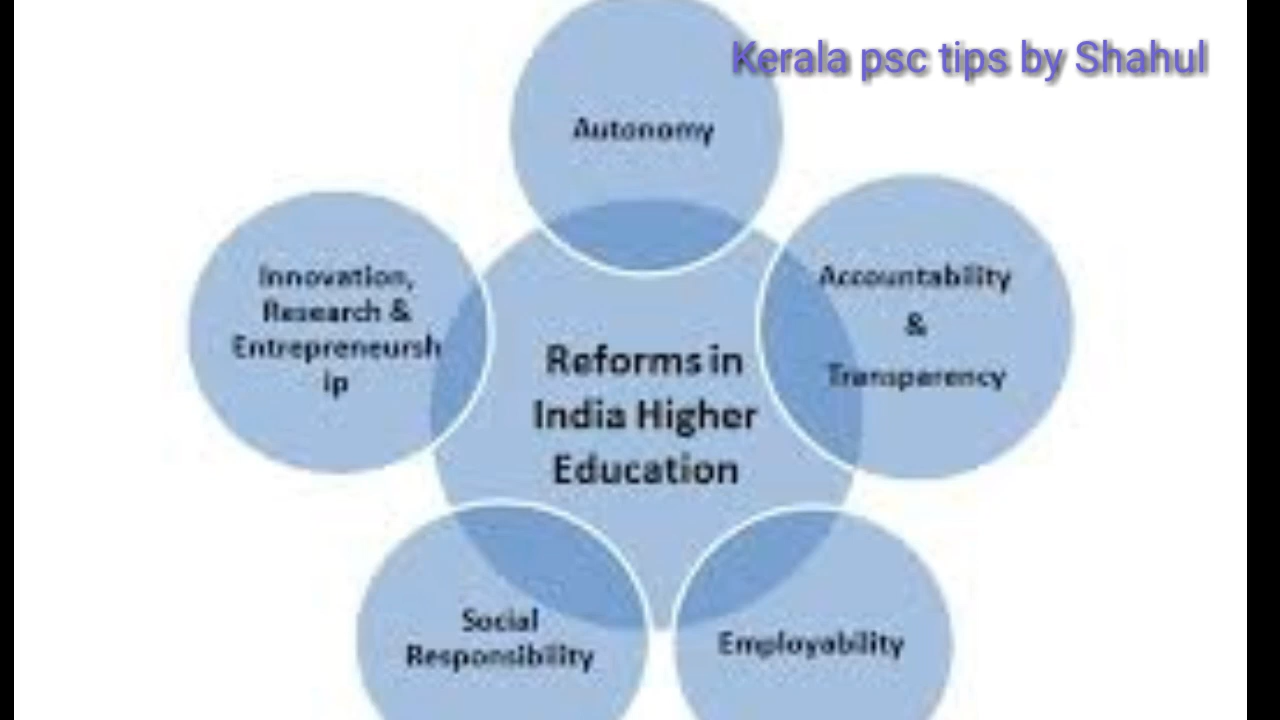 Kerala psc tips by Shahul
Autonomy
Accountability
&
Transparency
Innovation,
Research &
Entrepreneursh
ip
Reforms in
India Higher
Education
Social
Responsibility
Employability